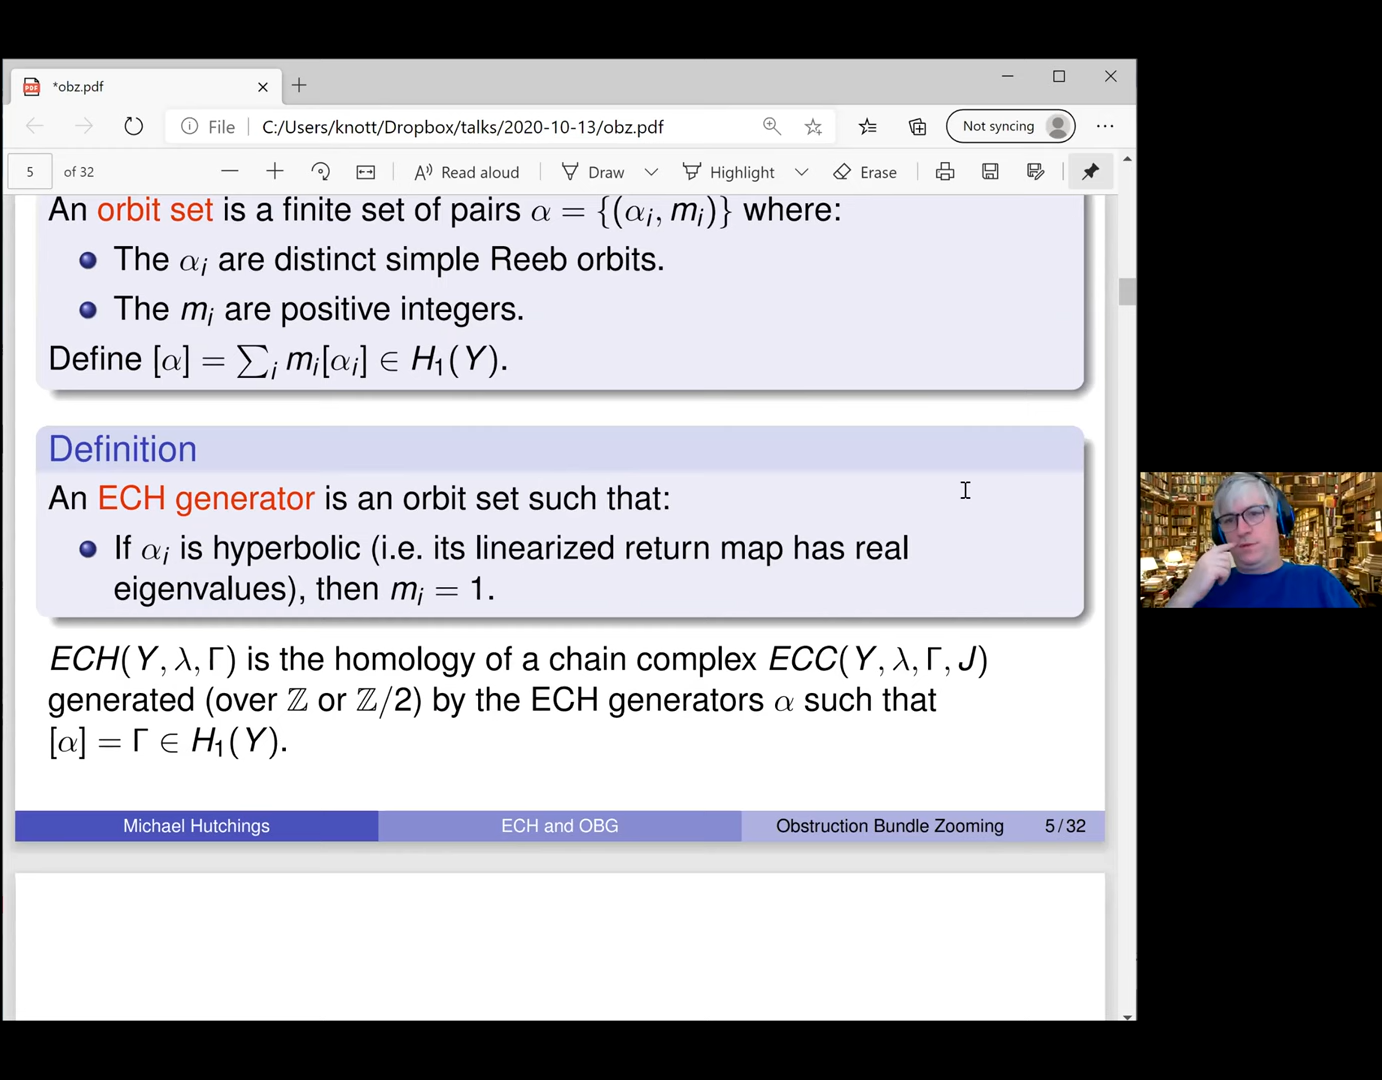 *obz.pdf
File C:/Users/knott/Dropbox/talks/2020-10-13/obz.pdf Not syncing
5 of 32 Read aloud Draw Highlight Erase
An orbit set is a finite set of pairs α = {(αᵢ, mᵢ)} where:
The αᵢ are distinct simple Reeb orbits.
The mᵢ are positive integers.
Define [α] = ∑ᵢ mᵢ[αᵢ] ∈ H₁(Y).
Definition
An ECH generator is an orbit set such that:
If αᵢ is hyperbolic (i.e. its linearized return map has real
eigenvalues), then mᵢ = 1.
ECH(Y, λ, Γ) is the homology of a chain complex ECC(Y, λ, Γ, J)
generated (over ℤ or ℤ/2) by the ECH generators α such that
[α] = Γ ∈ H₁(Y).
Michael Hutchings ECH and OBG Obstruction Bundle Zooming 5 / 32